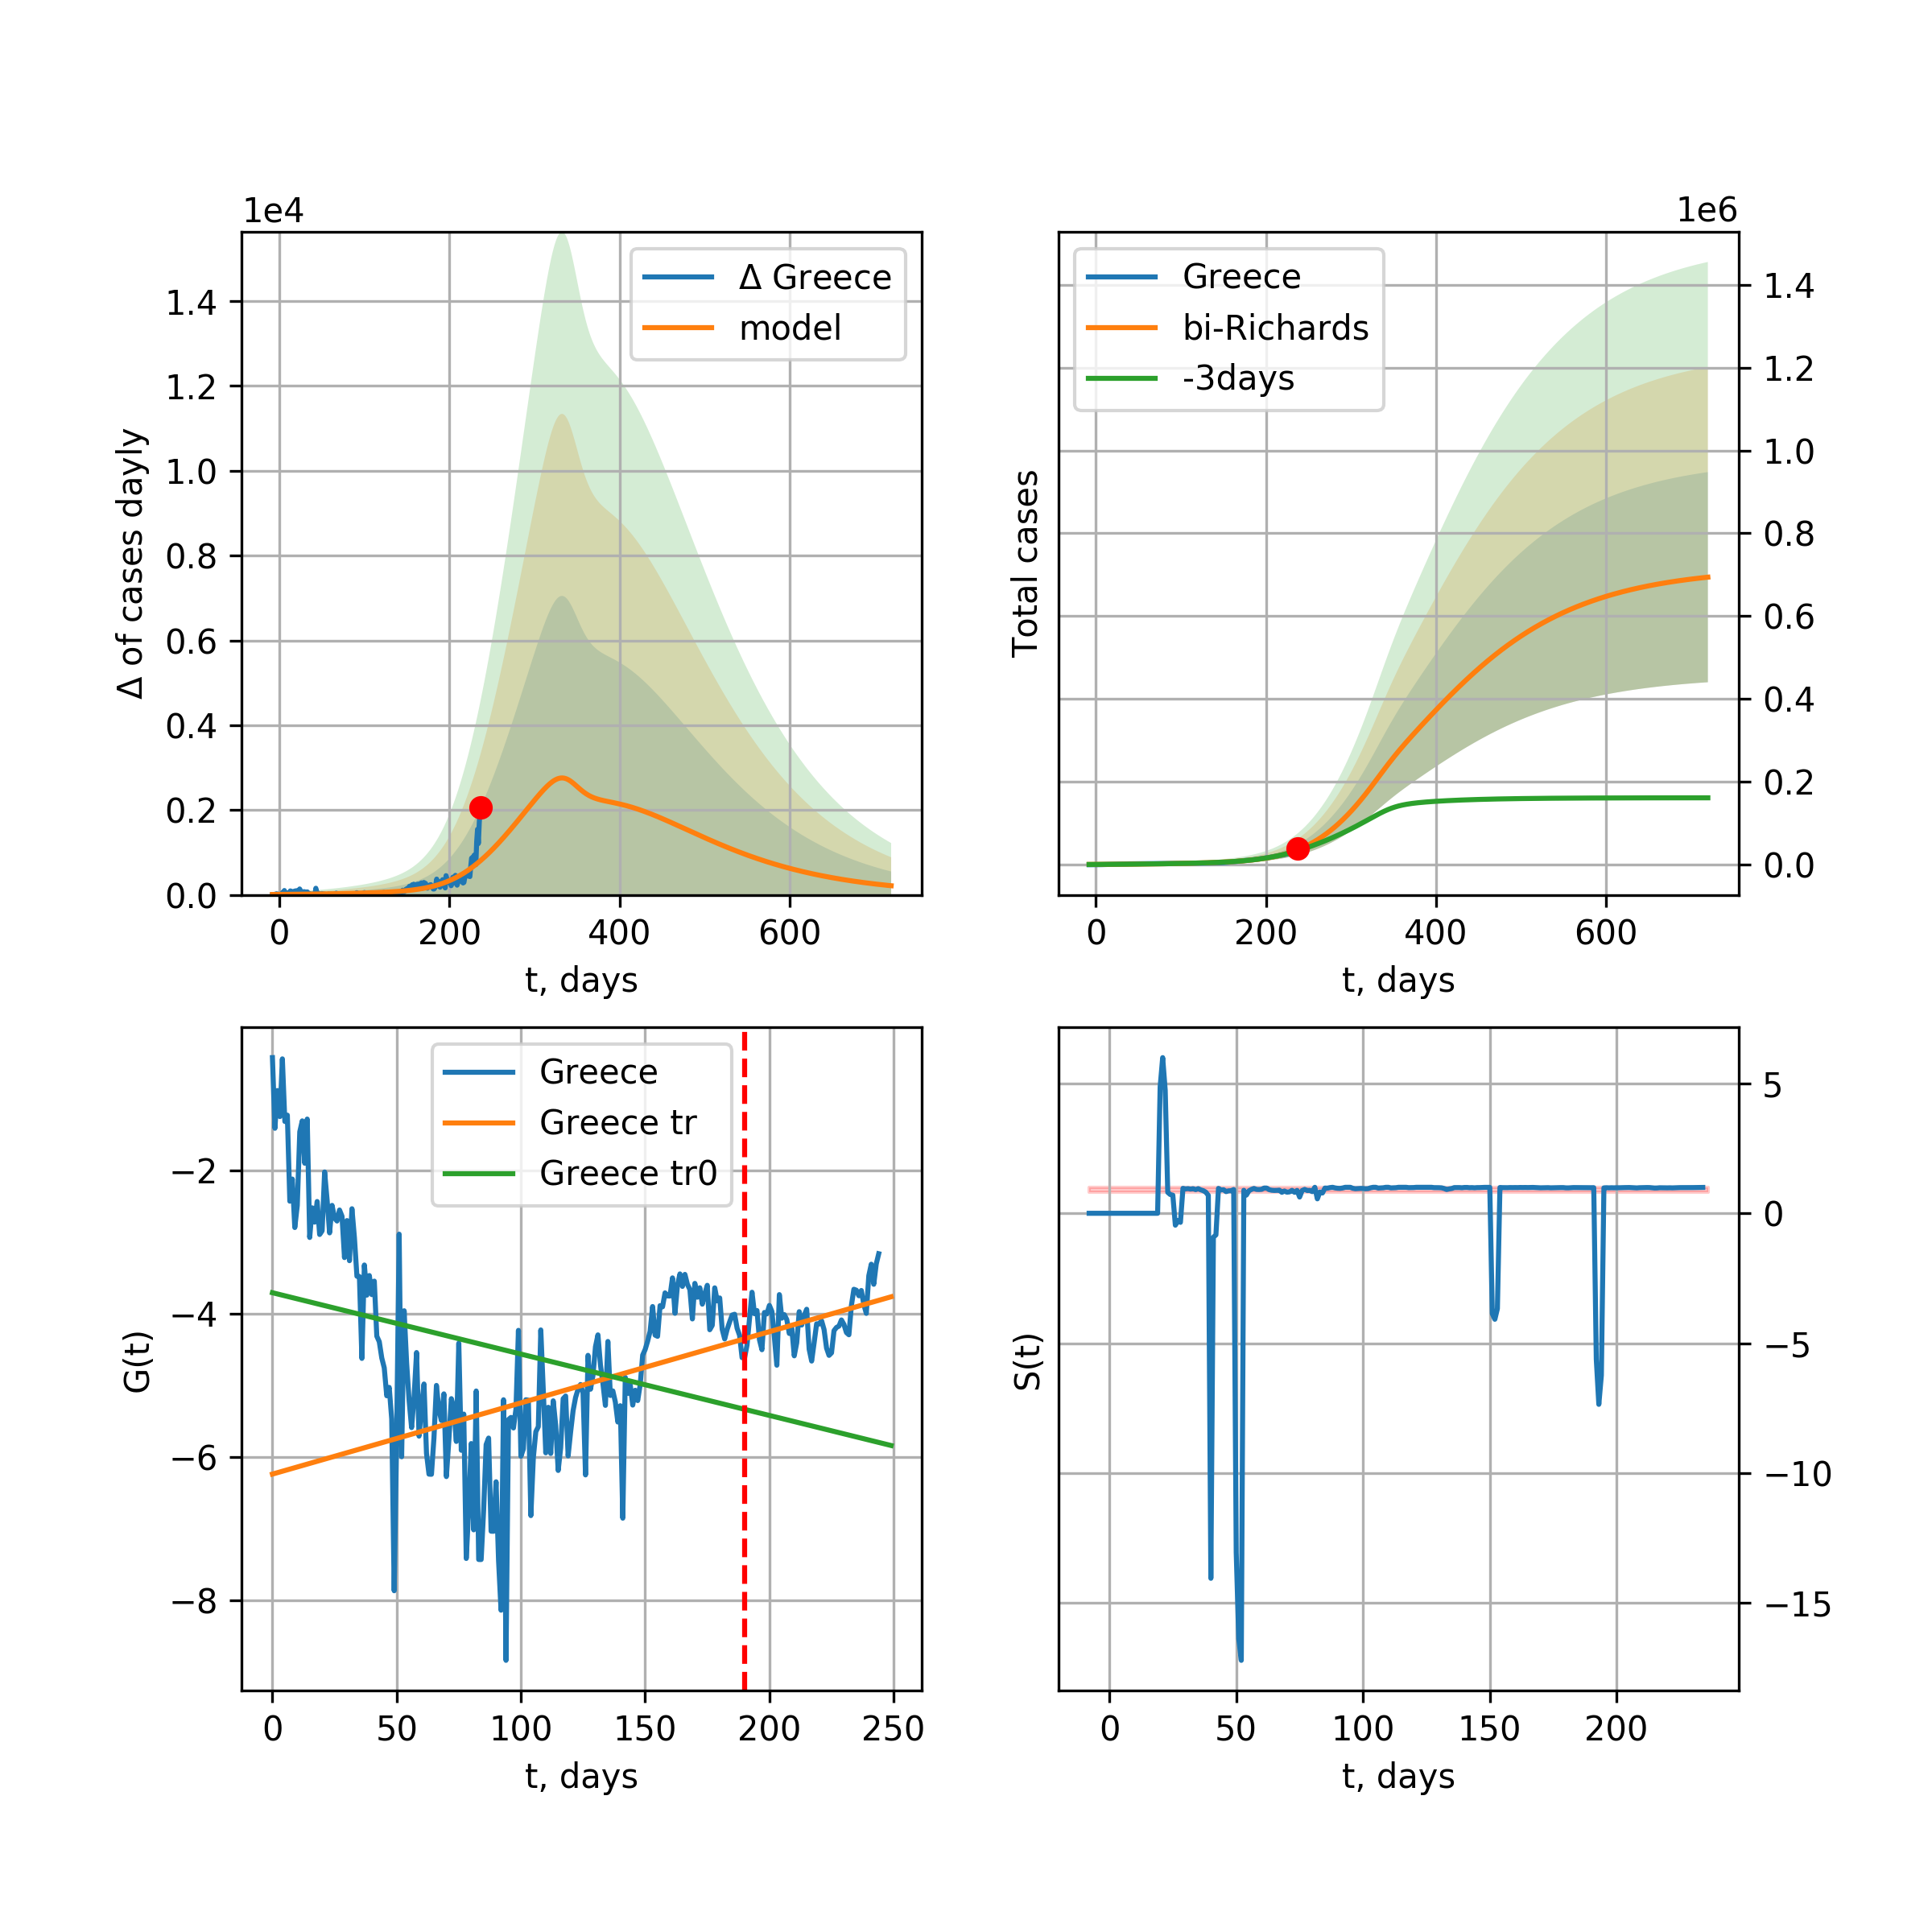 1e4
Δ of cases dayly
1.4
1.2
1.0
0.8
0.6
0.4
0.2
0.0
0 200 400 600
t, days
Δ Greece
model
1e6
Total cases
1.4
1.2
1.0
0.8
0.6
0.4
0.2
0.0
0 200 400 600
t, days
Greece
bi-Richards
-3days
G(t)
−2
−4
−6
−8
0 50 100 150 200 250
t, days
Greece
Greece tr
Greece tr0
S(t)
5
0
−5
−10
−15
0 50 100 150 200
t, days